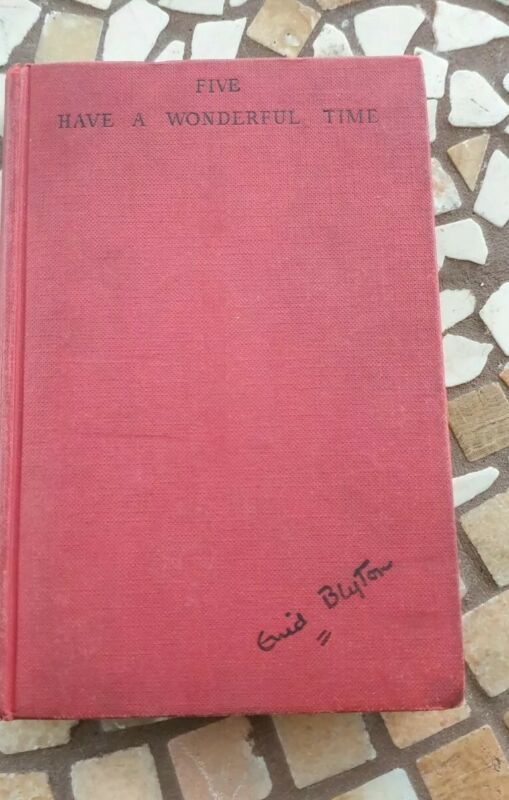 FIVE
HAVE A WONDERFUL TIME
Enid Blyton